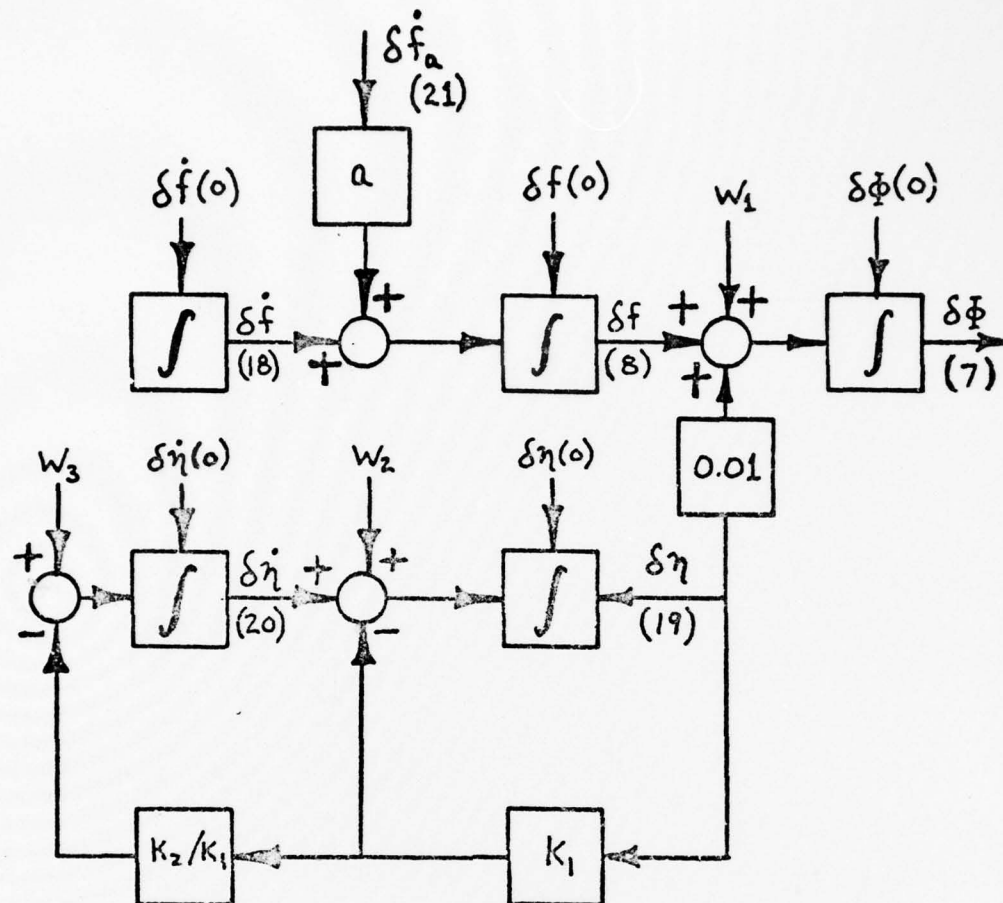 δḟₐ
(21)
a
δḟ(0)
δf(0)
W₁
δΦ(0)
+
+ +
∫ δḟ ∫ δf ∫ δΦ
(18) + (8) + (7)
W₃ δη̇(0) W₂ δη(0) 0.01
+ ∫ δη̇ + + ∫ δη
- (20) - (19)
K₂/K₁ K₁